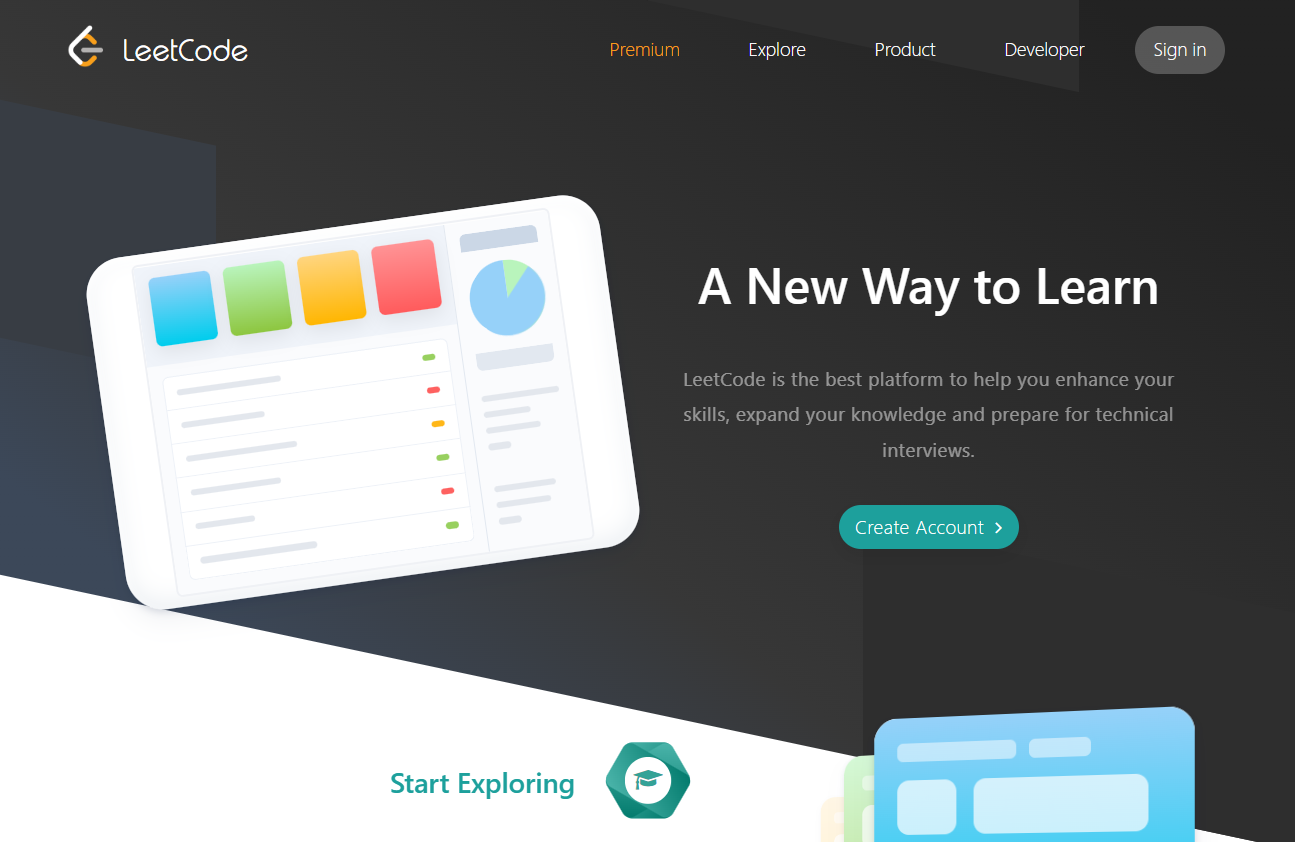 LeetCode
Premium
Explore
Product
Developer
Sign in
A New Way to Learn
LeetCode is the best platform to help you enhance your
skills, expand your knowledge and prepare for technical
interviews.
Create Account
Start Exploring